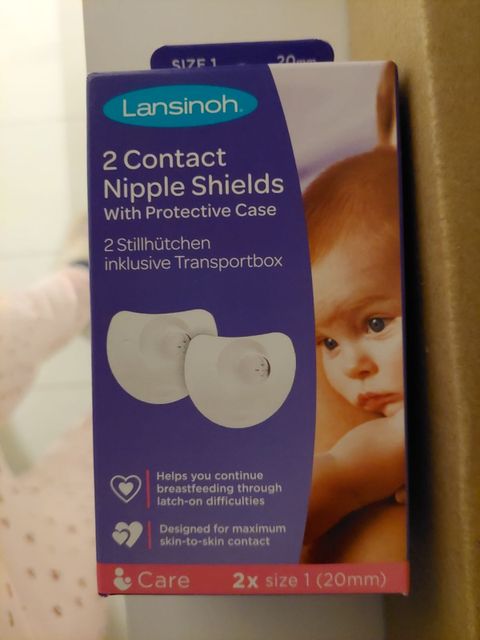 SIZE 1 20mm
Lansinoh
2 Contact
Nipple Shields
With Protective Case
2 Stillhütchen
inklusive Transportbox
Helps you continue
breastfeeding through
latch-on difficulties
Designed for maximum
skin-to-skin contact
Care 2x size 1 (20mm)